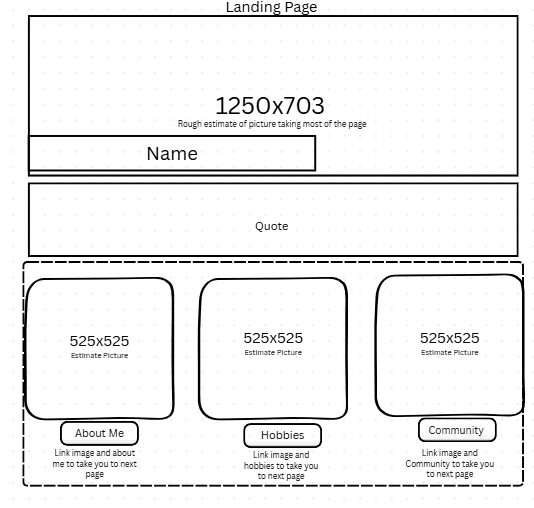 Landing Page
1250x703
Rough estimate of picture taking most of the page
Name
Quote
525x525
Estimate Picture
525x525
Estimate Picture
525x525
Estimate Picture
About Me
Link image and about
me to take you to next
page
Hobbies
Link image and
hobbies to take you
to next page
Community
Link image and
Community to take you
to next page